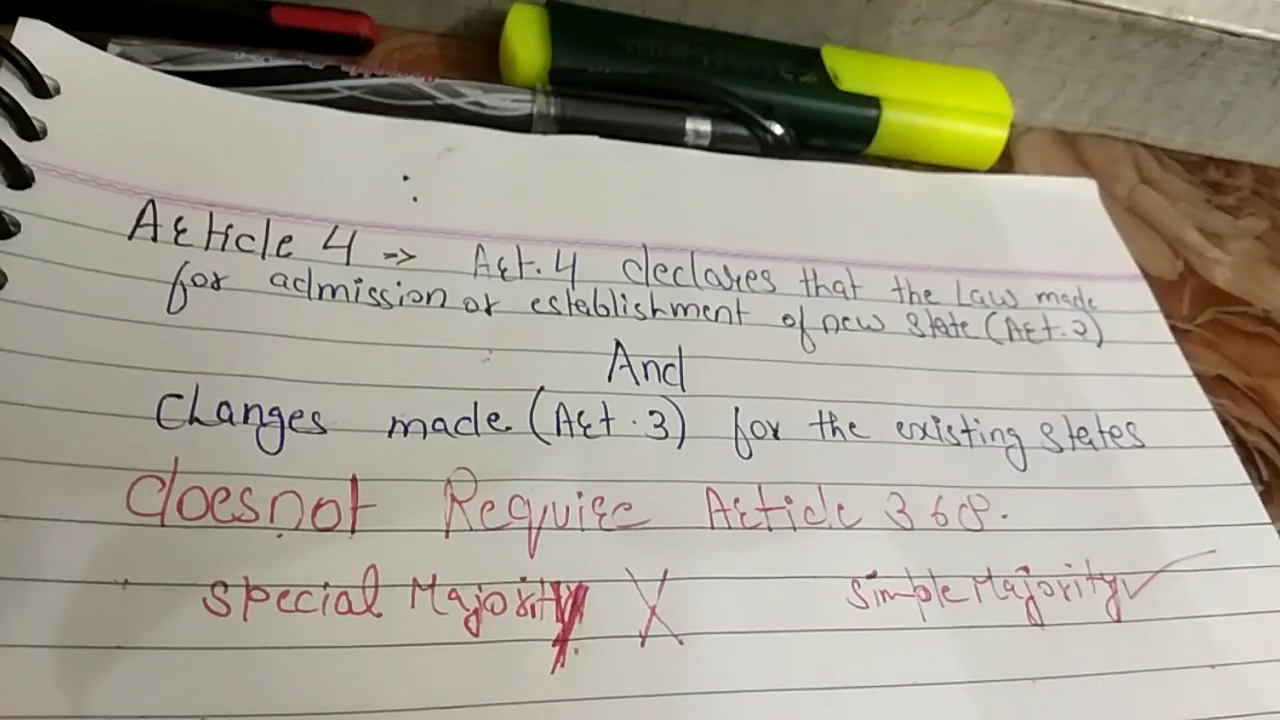 Article 4 => Art. 4 declares that the Law made
for admission or establishment of new state (Art. 2)
And
Changes made (Art. 3) for the existing states
doesnot Require Article 368.
Special Majority X simple Majority ✓